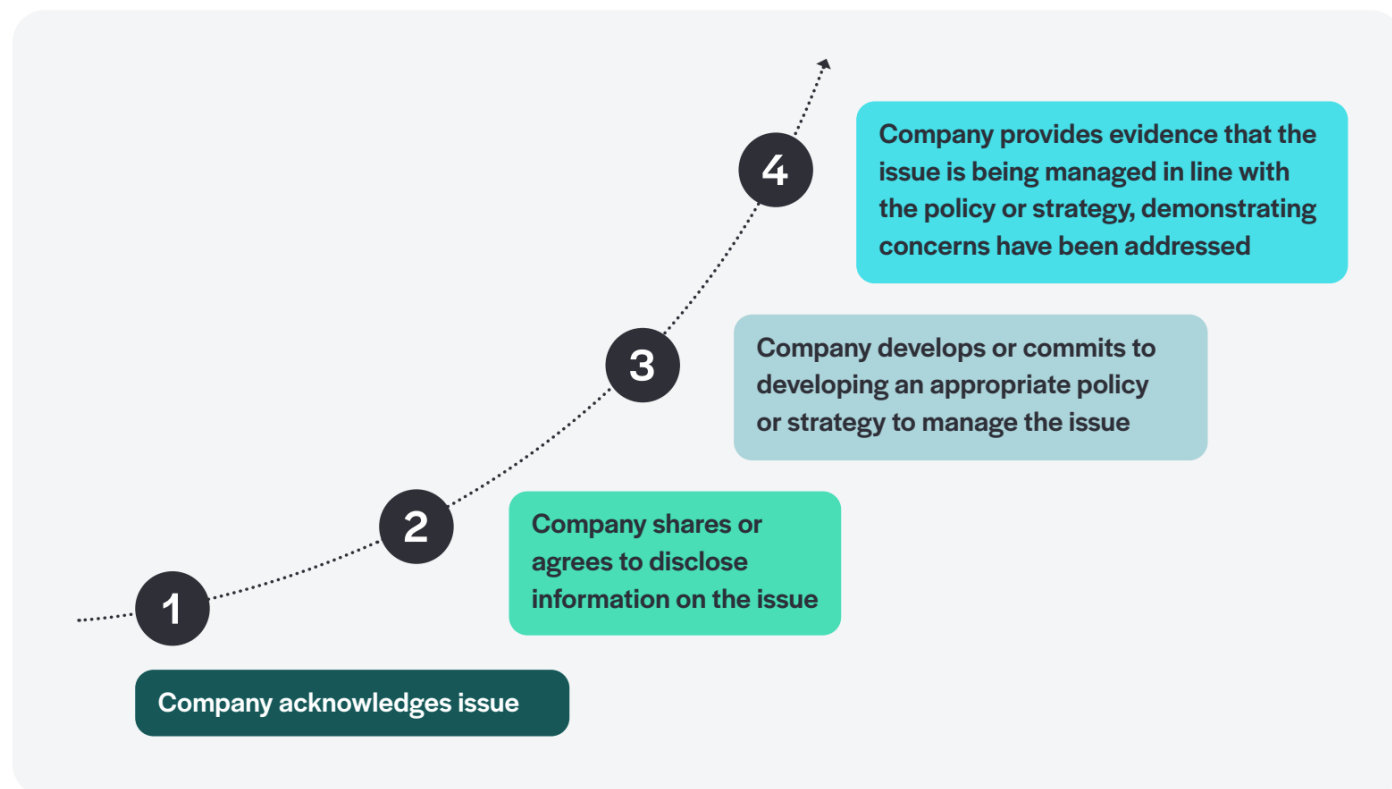 1
Company acknowledges issue
2
Company shares or
agrees to disclose
information on the issue
3
Company develops or commits to
developing an appropriate policy
or strategy to manage the issue
4
Company provides evidence that the
issue is being managed in line with
the policy or strategy, demonstrating
concerns have been addressed